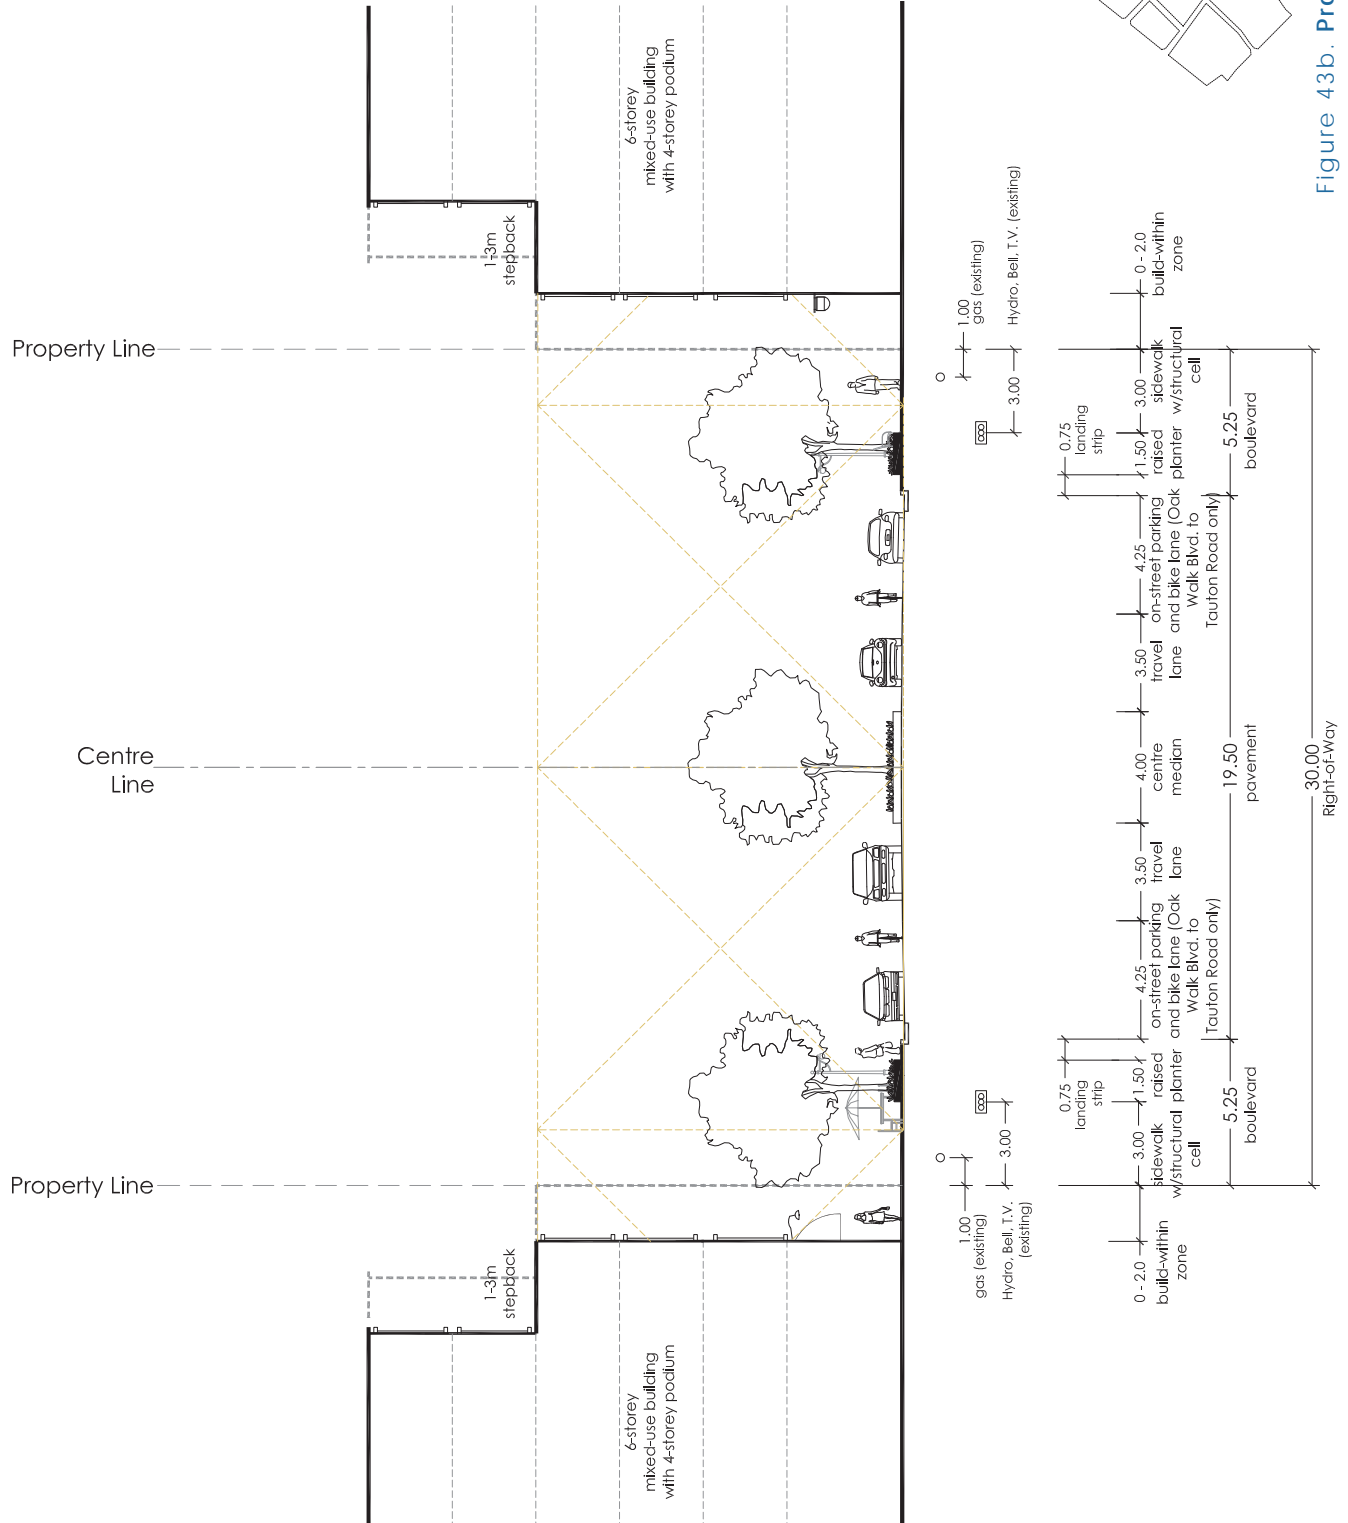 Property Line
Centre
Line
Property Line
6-storey
mixed-use building
with 4-storey podium
1-3m
stepback
1-3m
stepback
6-storey
mixed-use building
with 4-storey podium
1.00
gas (existing)
3.00
Hydro, Bell, T.V. (existing)
1.00
gas (existing)
3.00
Hydro, Bell, T.V.
(existing)
0.75
landing
strip
0.75
landing
strip
0 - 2.0
build-within
zone
3.00
sidewalk
w/structural
cell
1.50
raised
planter
4.25
on-street parking
and bike lane (Oak
Walk Blvd. to
Tauton Road only)
3.50
travel
lane
4.00
centre
median
3.50
travel
lane
4.25
on-street parking
and bike lane (Oak
Walk Blvd. to
Tauton Road only)
1.50
raised
planter
3.00
sidewalk
w/structural
cell
0 - 2.0
build-within
zone
5.25
boulevard
19.50
pavement
5.25
boulevard
30.00
Right-of-Way
Figure 43b. Pro